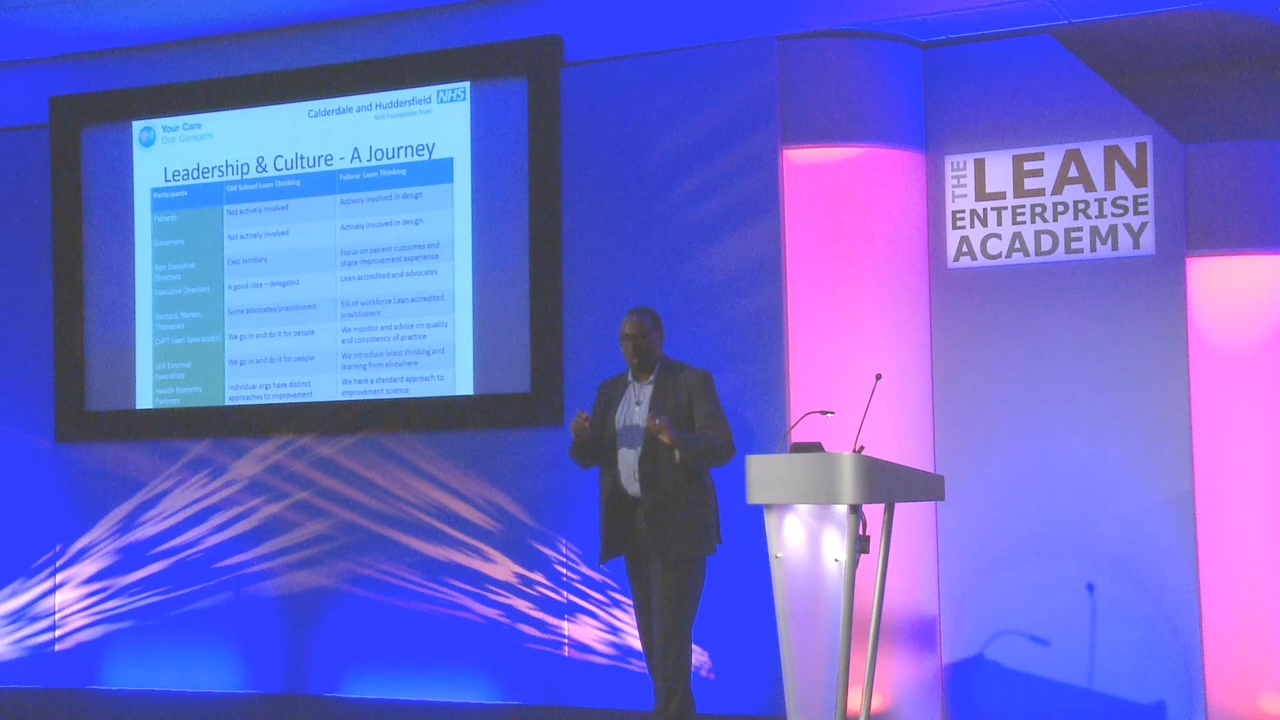 Your Care
Our Concern
Calderdale and Huddersfield NHS
NHS Foundation Trust
Leadership & Culture - A Journey
Participants Old School Lean Thinking Future Lean Thinking
Patients Not actively involved Actively involved in design
Governors Not actively involved Actively involved in design
Non Executive
Directors
Exec territory
Focus on patient outcomes and
share improvement experience
Executive Directors A good idea – delegated Lean accredited and advocates
Doctors, Nurses,
Therapists
Some advocates/practitioners
5% of workforce Lean accredited
practitioners
CHFT Lean Specialist(s) We go in and do it for people
We monitor and advise on quality
and consistency of practice
LEA External
Specialists
We go in and do it for people
We introduce latest thinking and
learning from elsewhere
Health Economy
Partners
Individual orgs have distinct
approaches to improvement
We have a standard approach to
improvement science
THE LEAN
ENTERPRISE
ACADEMY